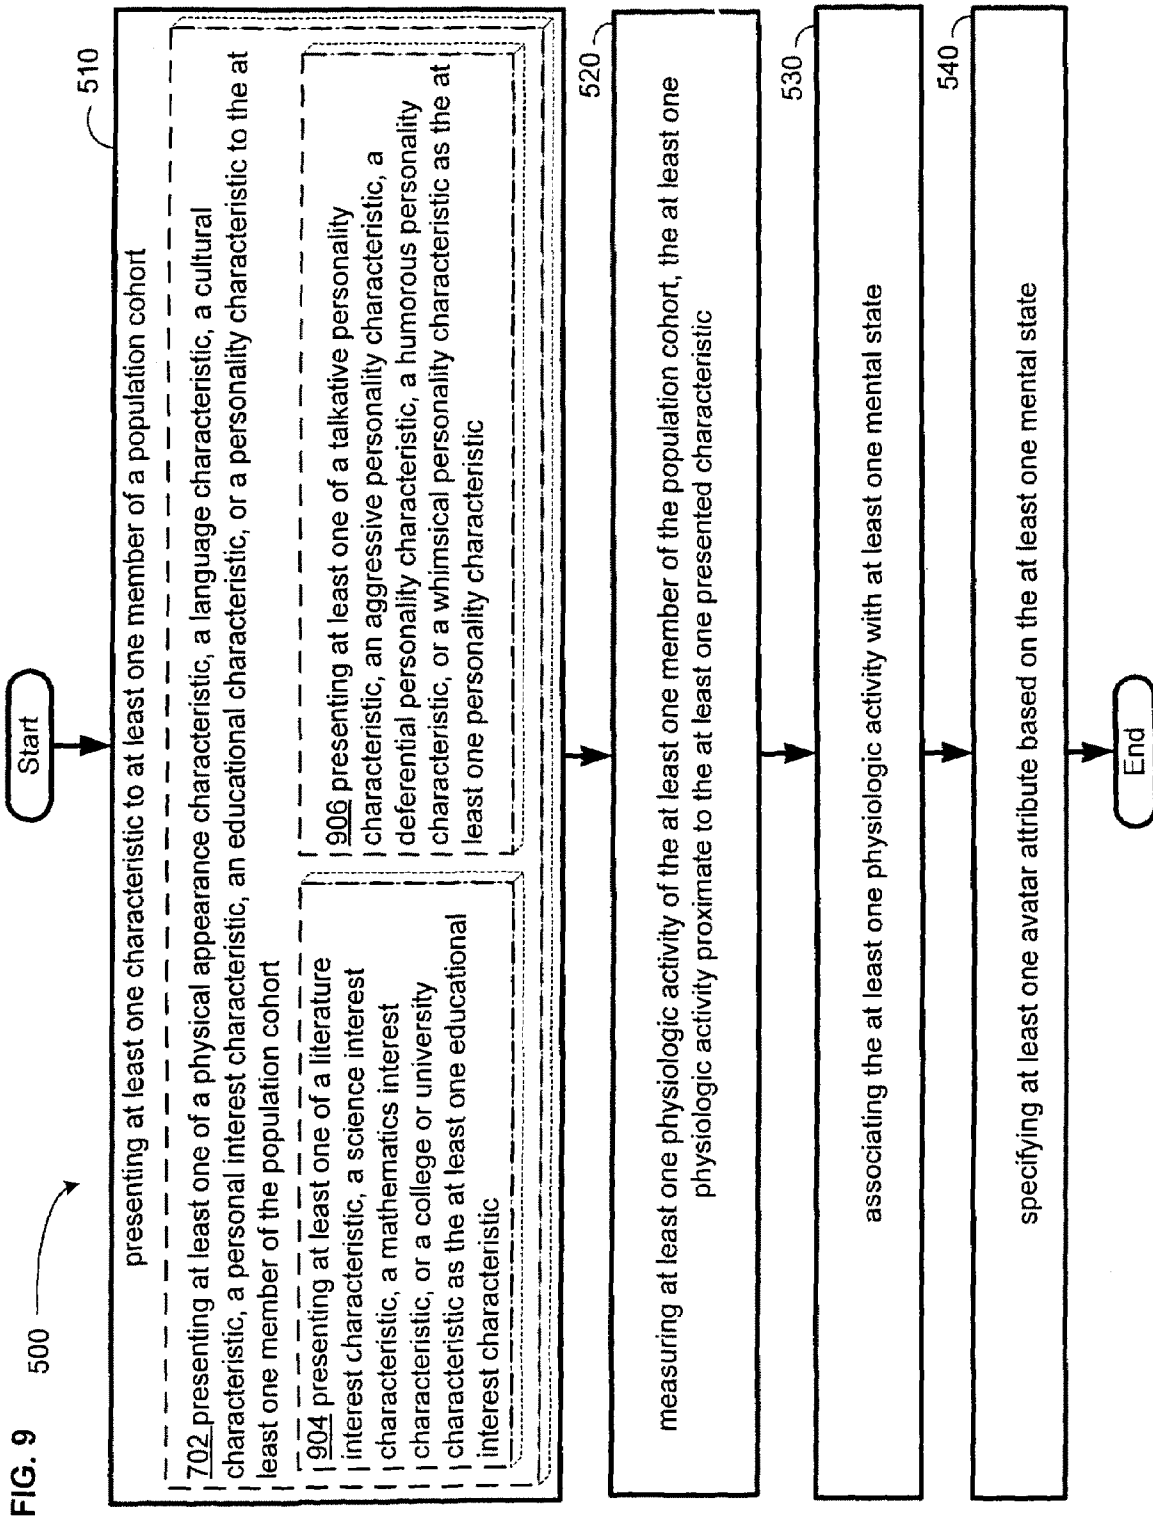 FIG. 9
500
Start
510
presenting at least one characteristic to at least one member of a population cohort
702 presenting at least one of a physical appearance characteristic, a language characteristic, a cultural
characteristic, a personal interest characteristic, an educational characteristic, or a personality characteristic to the at
least one member of the population cohort
904 presenting at least one of a literature
interest characteristic, a science interest
characteristic, a mathematics interest
characteristic, or a college or university
characteristic as the at least one educational
interest characteristic
906 presenting at least one of a talkative personality
characteristic, an aggressive personality characteristic, a
deferential personality characteristic, a humorous personality
characteristic, or a whimsical personality characteristic as the at
least one personality characteristic
520
measuring at least one physiologic activity of the at least one member of the population cohort, the at least one
physiologic activity proximate to the at least one presented characteristic
530
associating the at least one physiologic activity with at least one mental state
540
specifying at least one avatar attribute based on the at least one mental state
End